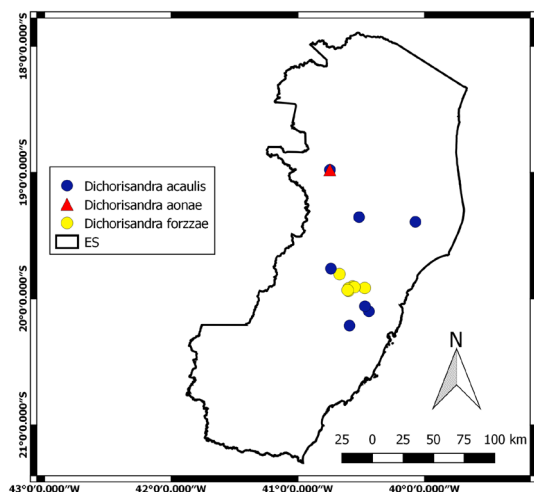 18°0'0.000"S
19°0'0.000"S
20°0'0.000"S
21°0'0.000"S
Dichorisandra acaulis
Dichorisandra aonae
Dichorisandra forzzae
ES
N
25 0 25 50 75 100 km
43°0'0.000"W 42°0'0.000"W 41°0'0.000"W 40°0'0.000"W